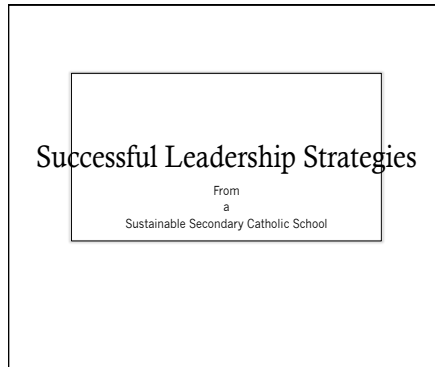 Successful Leadership Strategies
From
a
Sustainable Secondary Catholic School